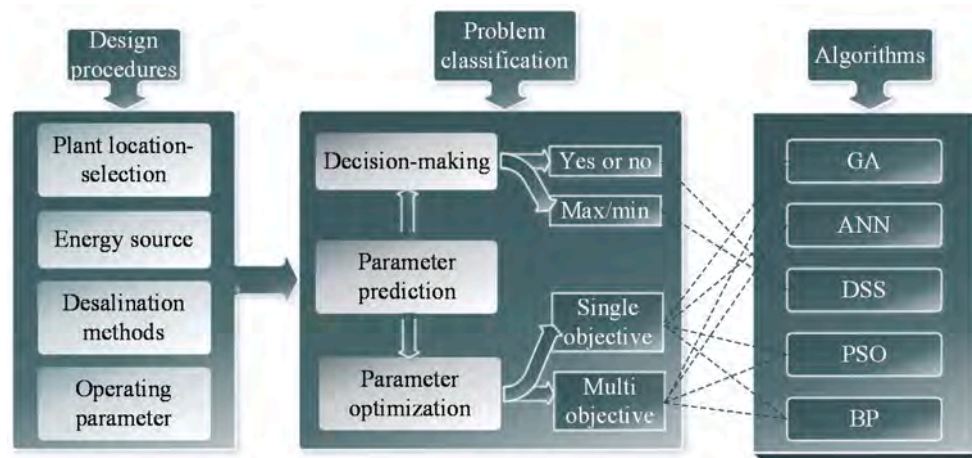 Design
procedures
Problem
classification
Algorithms
Plant location-
selection
Energy source
Desalination
methods
Operating
parameter
Decision-making
Yes or no
Max/min
Parameter
prediction
Single
objective
Parameter
optimization
Multi
objective
GA
ANN
DSS
PSO
BP